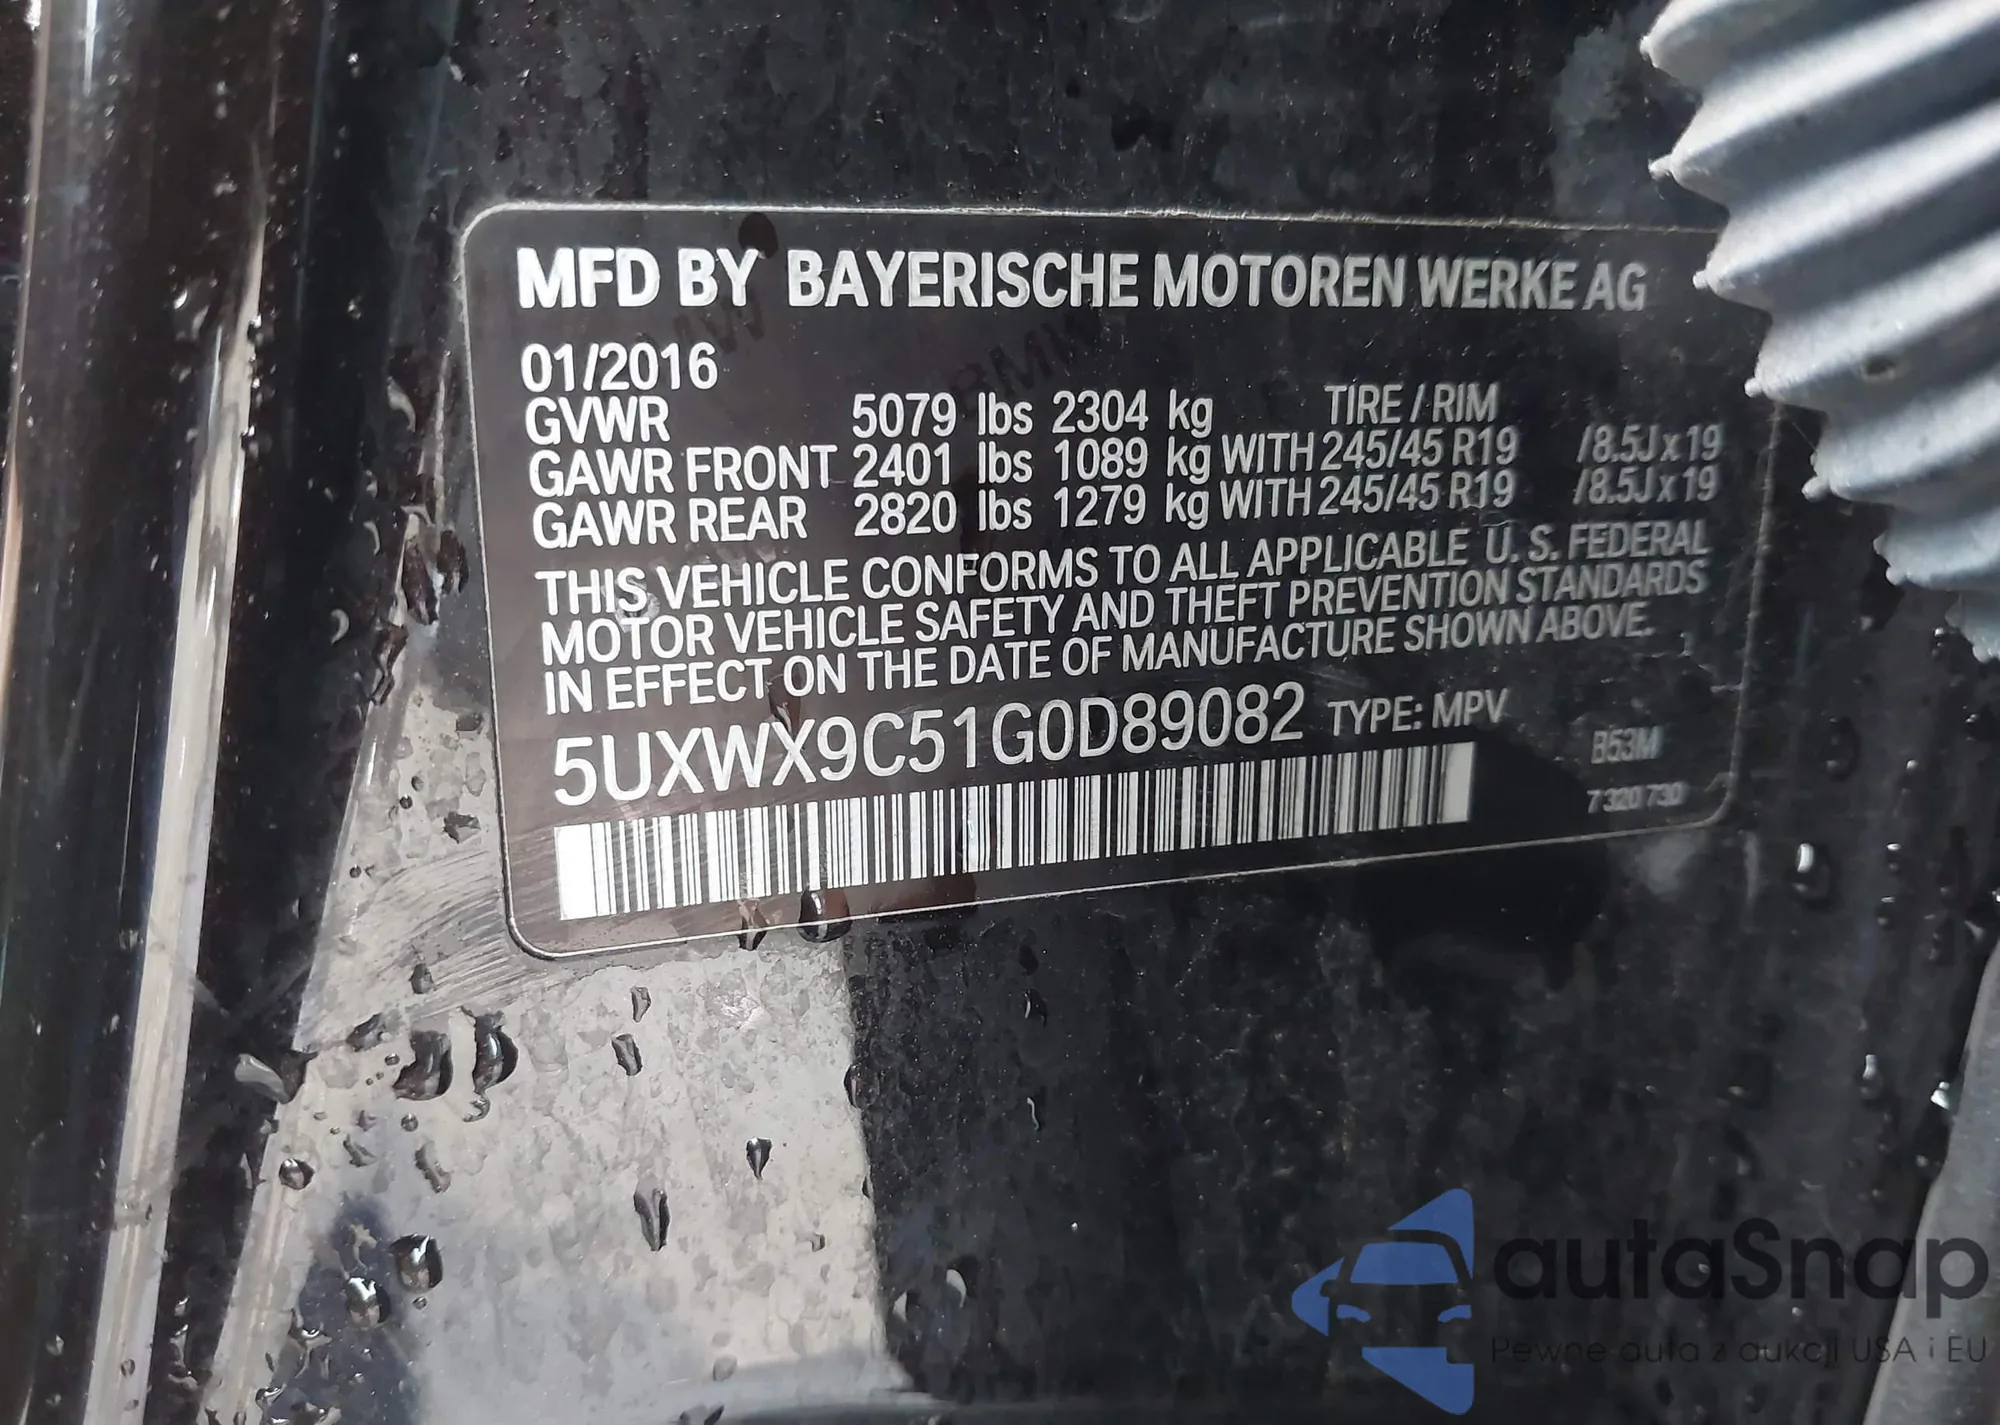 MFD BY BAYERISCHE MOTOREN WERKE AG
01/2016
GVWR 5079 lbs 2304 kg TIRE / RIM
GAWR FRONT 2401 lbs 1089 kg WITH 245/45 R19 /8.5J x 19
GAWR REAR 2820 lbs 1279 kg WITH 245/45 R19 /8.5J x 19
THIS VEHICLE CONFORMS TO ALL APPLICABLE U. S. FEDERAL
MOTOR VEHICLE SAFETY AND THEFT PREVENTION STANDARDS
IN EFFECT ON THE DATE OF MANUFACTURE SHOWN ABOVE.
5UXWX9C51G0D89082 TYPE: MPV
B53M
7 320 730
autaSnap
Pewne auta z aukcji USA i EU